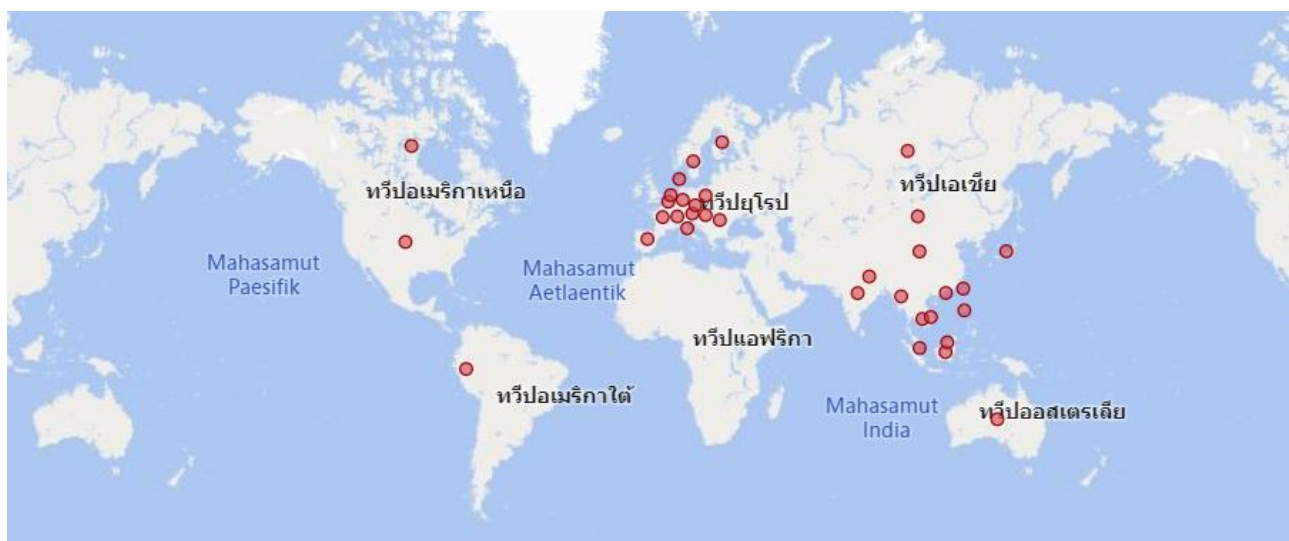 ทวีปอเมริกาเหนือ
ทวีปยุโรป
ทวีปเอเชีย
Mahasamut
Paesifik
Mahasamut
Aetlaentik
ทวีปแอฟริกา
ทวีปอเมริกาใต้
Mahasamut
India
ทวีปออสเตรเลีย